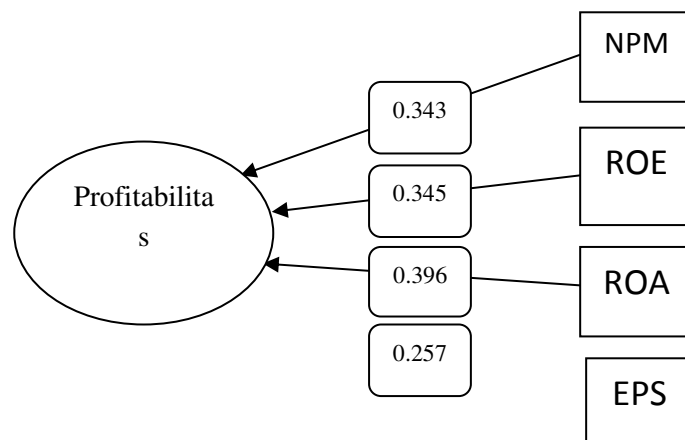 NPM
0.343
ROE
Profitabilita
s
0.345
0.396
ROA
0.257
EPS